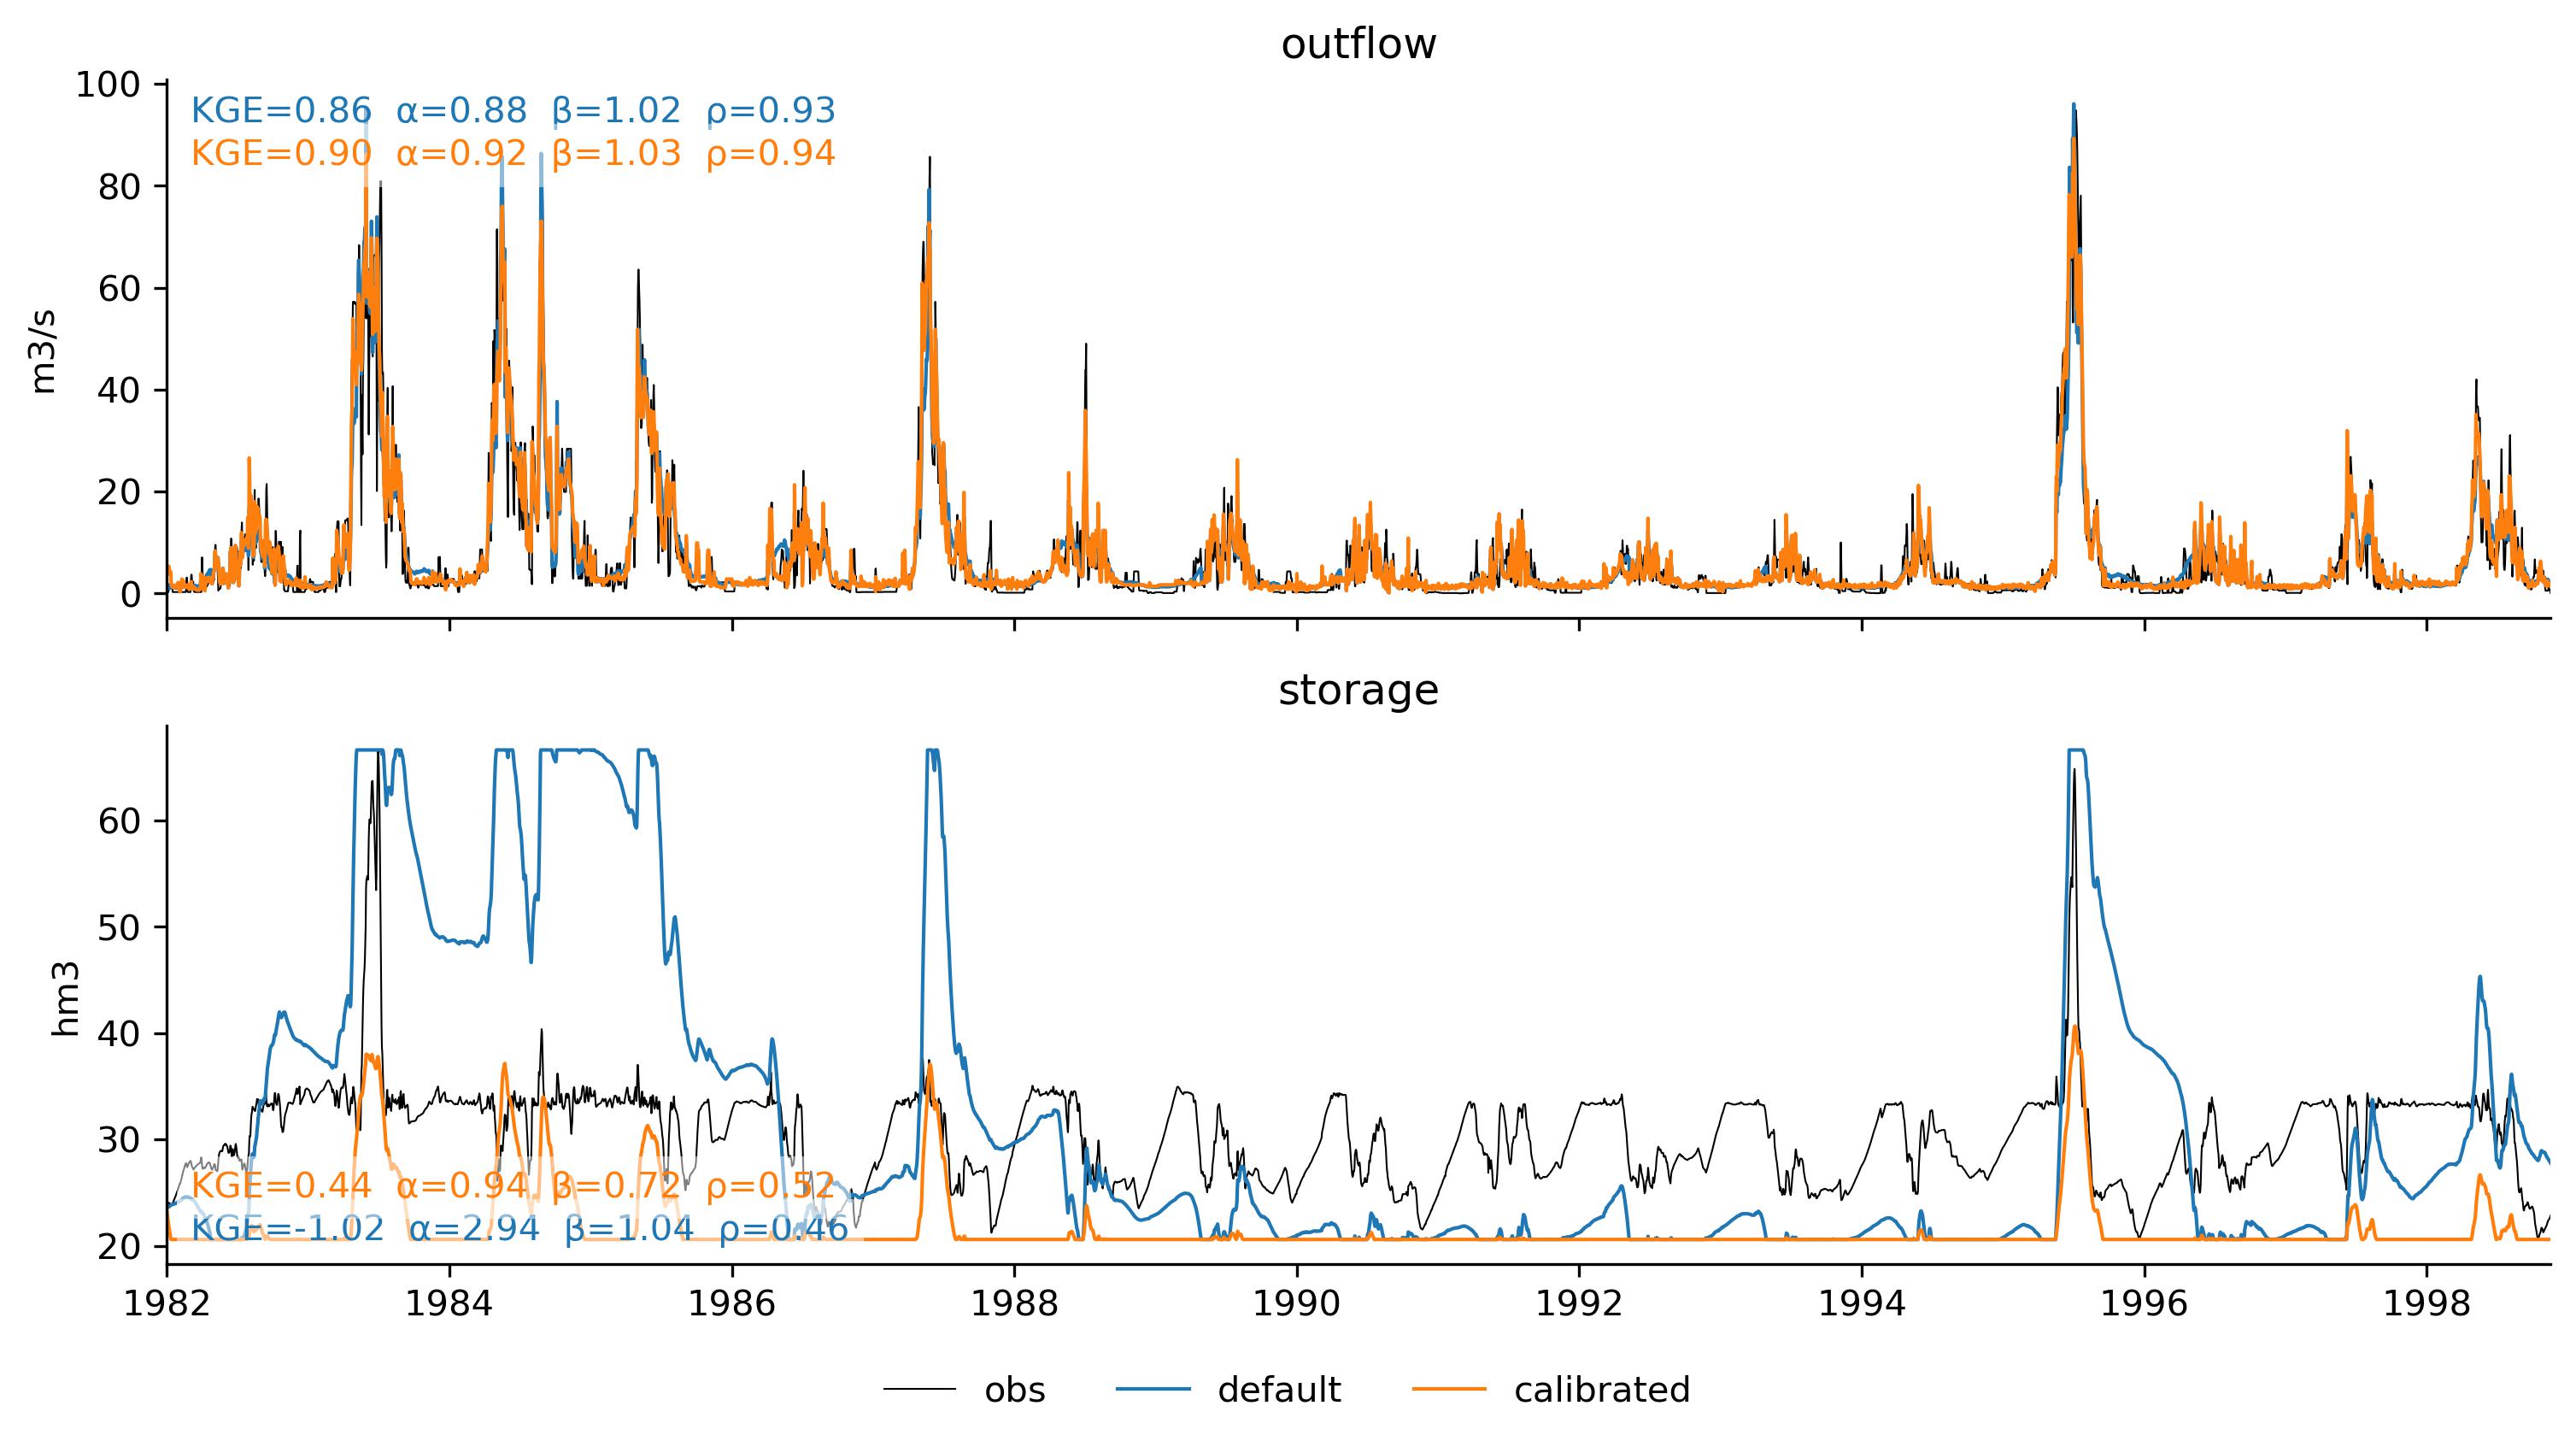 outflow
100
80
60
40
20
0
m3/s
KGE=0.86 α=0.88 β=1.02 ρ=0.93
KGE=0.90 α=0.92 β=1.03 ρ=0.94
storage
60
50
40
30
20
hm3
KGE=0.44 α=0.94 β=0.72 ρ=0.52
KGE=-1.02 α=2.94 β=1.04 ρ=0.46
1982 1984 1986 1988 1990 1992 1994 1996 1998
obs default calibrated